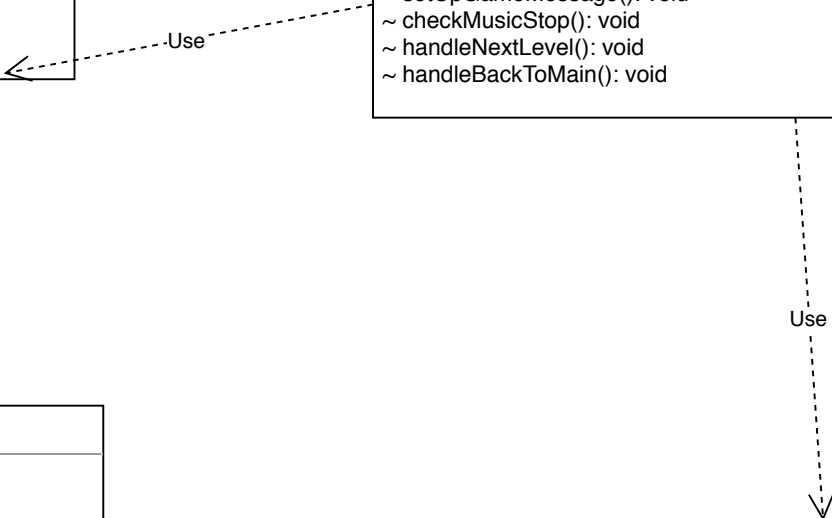 ~ checkMusicStop(): void
Use
~ handleNextLevel(): void
~ handleBackToMain(): void
Use